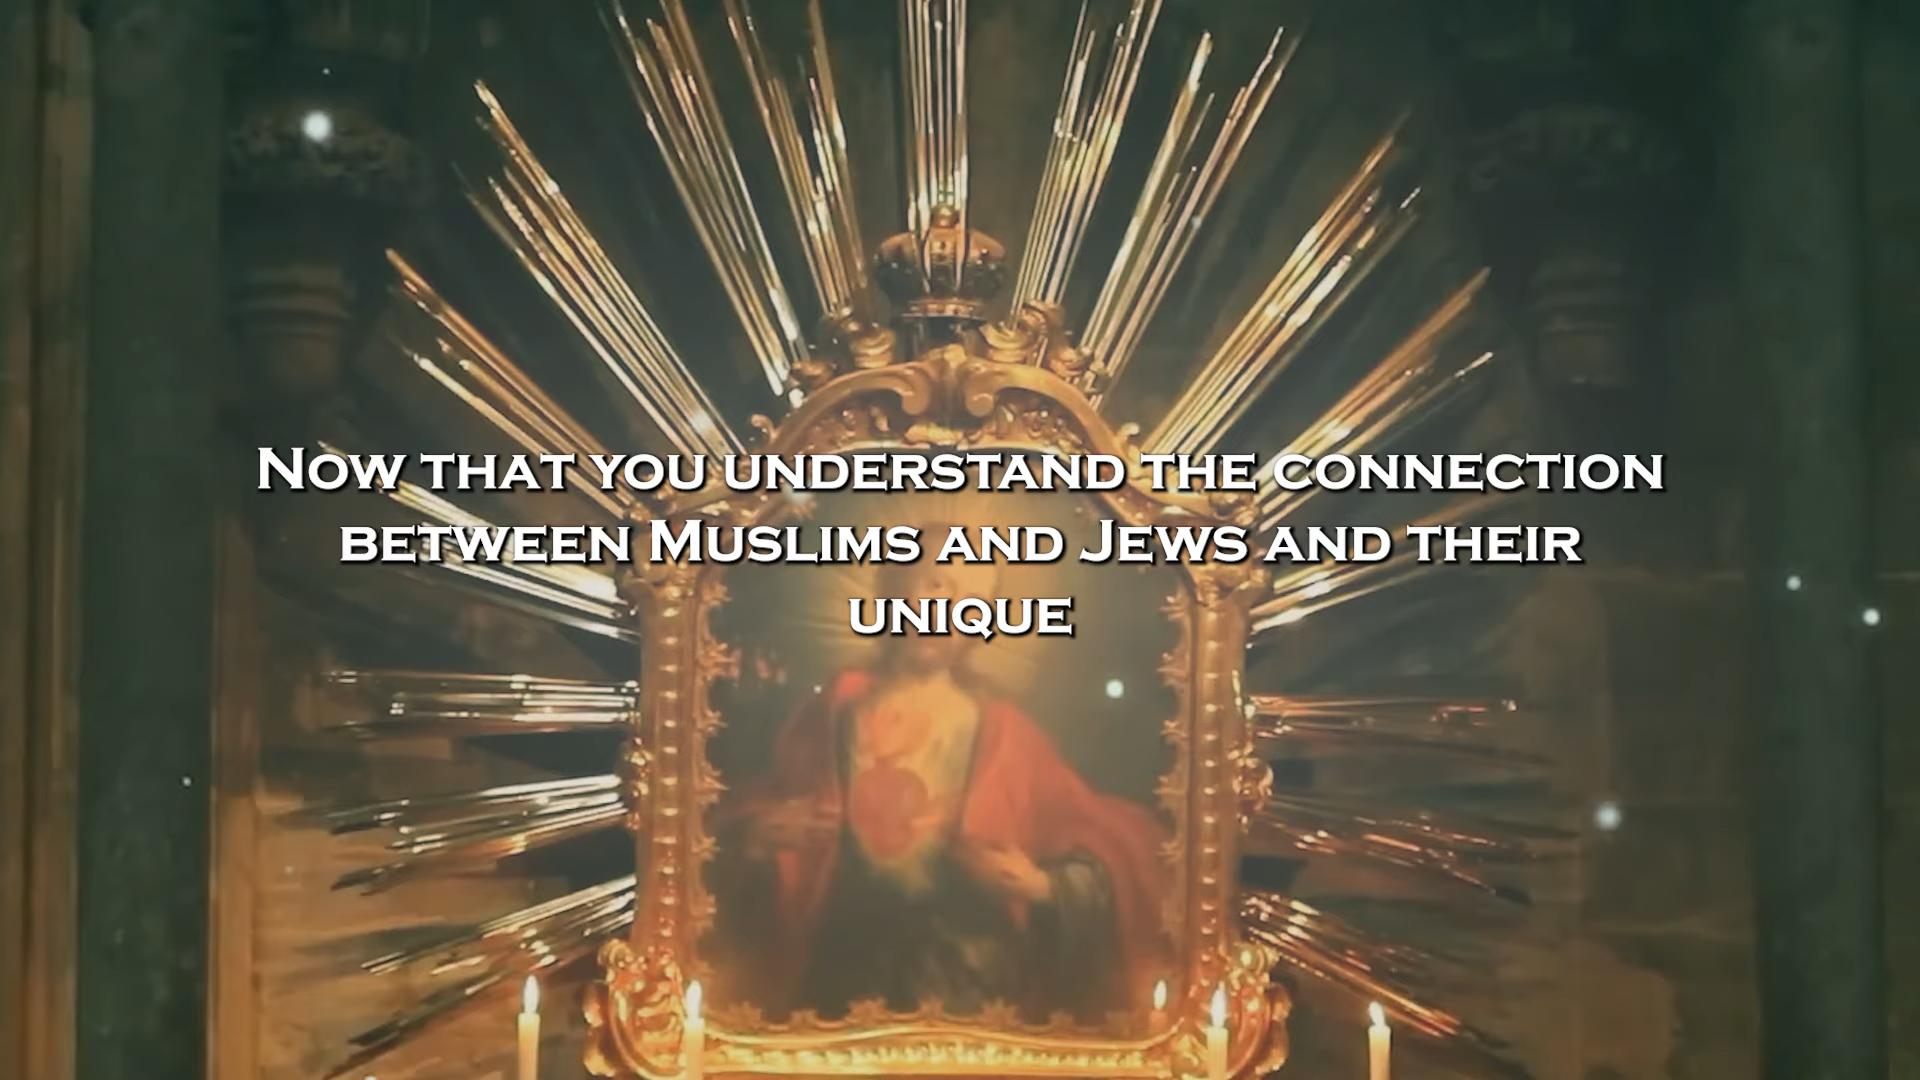 Now that you understand the connection
between Muslims and Jews and their
unique